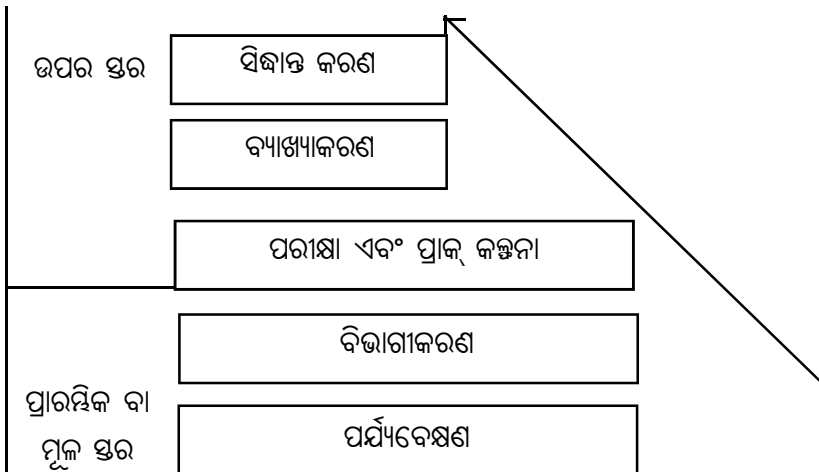 ଉପର ସ୍ତର
ସିଦ୍ଧାନ୍ତ କରଣ
ବ୍ୟାଖ୍ୟାକରଣ
ପରୀକ୍ଷା ଏବଂ ପ୍ରାକ୍ କଳ୍ପନା
ବିଭାଗୀକରଣ
ପ୍ରାରମ୍ଭିକ ବା
ମୂଳ ସ୍ତର
ପର୍ଯ୍ୟବେକ୍ଷଣ